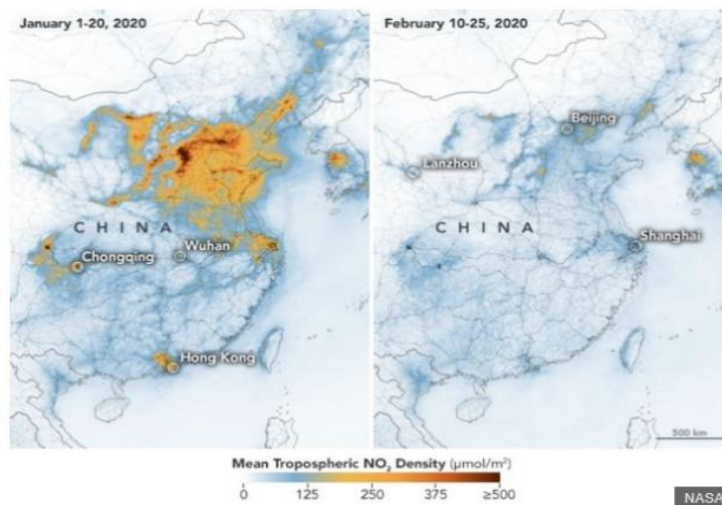 January 1-20, 2020
CHINA
Wuhan
Chongqing
Hong Kong
February 10-25, 2020
Beijing
Lanzhou
CHINA
Shanghai
500 km
Mean Tropospheric NO₂ Density (μmol/m²)
0 125 250 375 ≥500
NASA